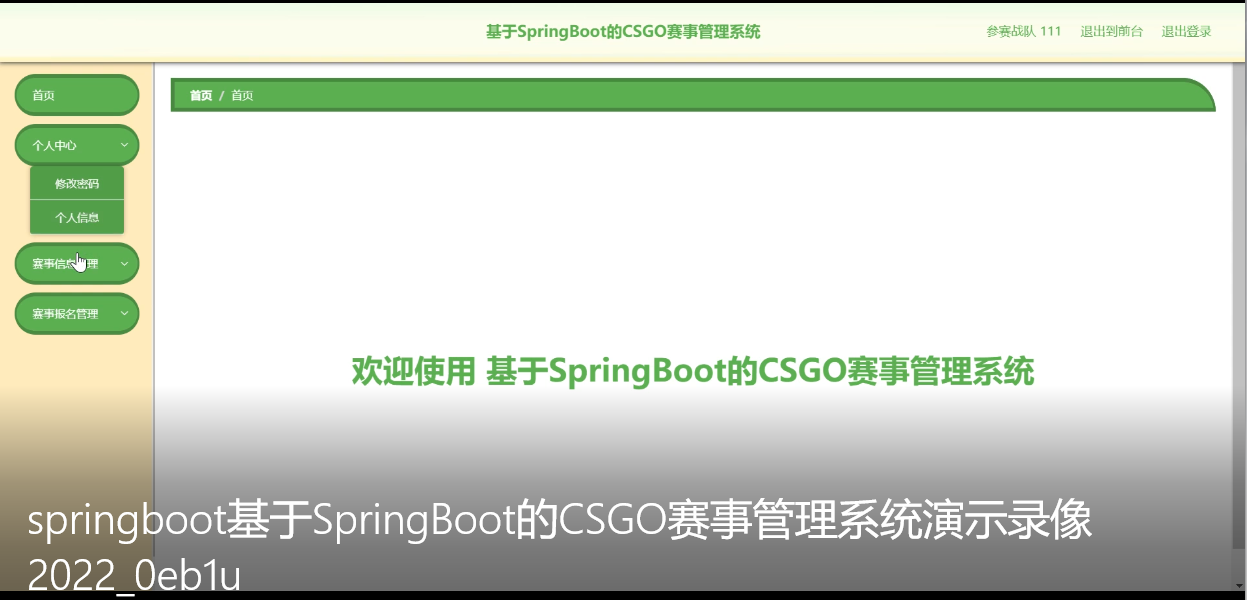 基于SpringBoot的CSGO赛事管理系统
参赛战队 111 退出到前台 退出登录
首页
首页 / 首页
个人中心
修改密码
个人信息
赛事信息管理
赛事报名管理
欢迎使用 基于SpringBoot的CSGO赛事管理系统
springboot基于SpringBoot的CSGO赛事管理系统演示录像
2022_0eb1u